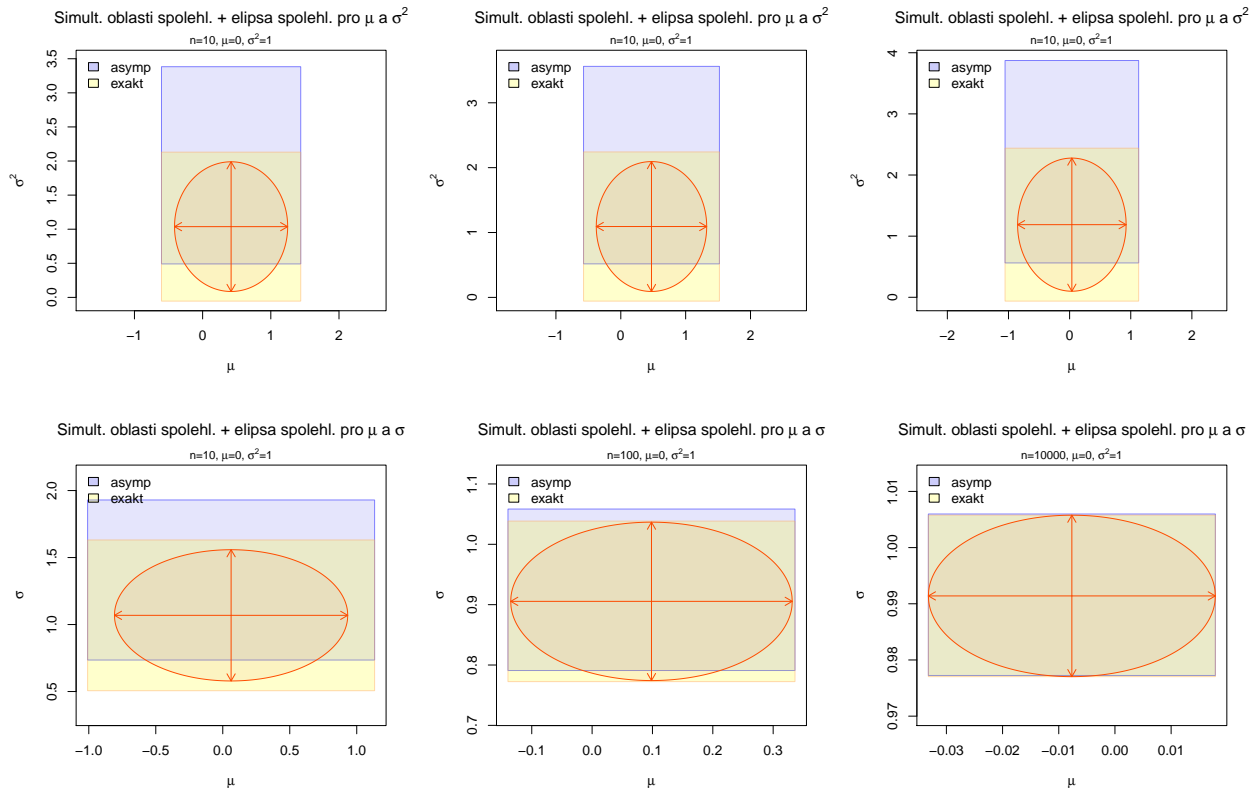 Simult. oblasti spolehl. + elipsa spolehl. pro μ a σ²
n=10, μ=0, σ²=1
asymp
exakt
σ²
0.0 0.5 1.0 1.5 2.0 2.5 3.0 3.5
−1 0 1 2
μ
Simult. oblasti spolehl. + elipsa spolehl. pro μ a σ²
n=10, μ=0, σ²=1
asymp
exakt
σ²
0 1 2 3
−1 0 1 2
μ
Simult. oblasti spolehl. + elipsa spolehl. pro μ a σ²
n=10, μ=0, σ²=1
asymp
exakt
σ²
0 1 2 3 4
−2 −1 0 1 2
μ
Simult. oblasti spolehl. + elipsa spolehl. pro μ a σ
n=10, μ=0, σ²=1
asymp
exakt
σ
0.5 1.0 1.5 2.0
−1.0 −0.5 0.0 0.5 1.0
μ
Simult. oblasti spolehl. + elipsa spolehl. pro μ a σ
n=100, μ=0, σ²=1
asymp
exakt
σ
0.7 0.8 0.9 1.0 1.1
−0.1 0.0 0.1 0.2 0.3
μ
Simult. oblasti spolehl. + elipsa spolehl. pro μ a σ
n=10000, μ=0, σ²=1
asymp
exakt
σ
0.97 0.98 0.99 1.00 1.01
−0.03 −0.02 −0.01 0.00 0.01
μ